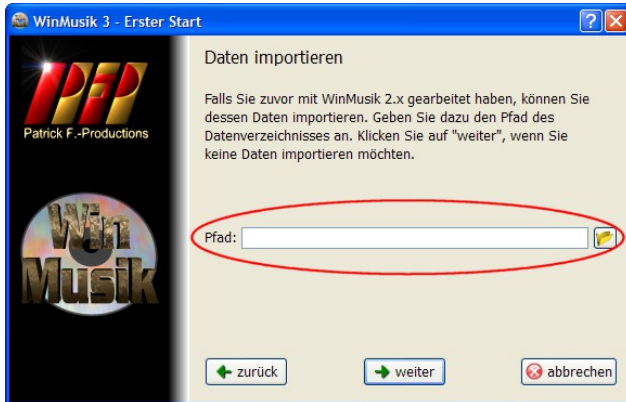 WinMusik 3 - Erster Start
Daten importieren
Falls Sie zuvor mit WinMusik 2.x gearbeitet haben, können Sie
dessen Daten importieren. Geben Sie dazu den Pfad des
Datenverzeichnisses an. Klicken Sie auf "weiter", wenn Sie
keine Daten importieren möchten.
PFP
Patrick F.-Productions
Win
Musik
Pfad:
zurück
weiter
abbrechen